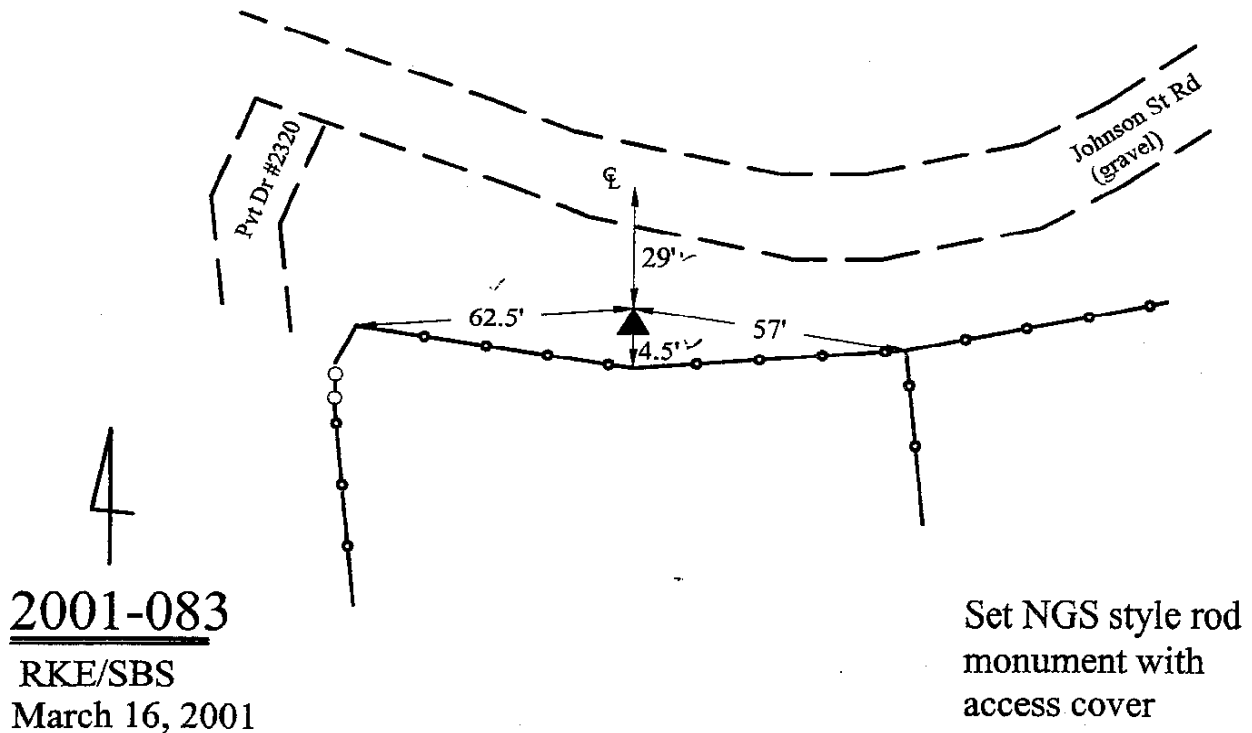 Johnson St Rd
(gravel)
Pvt Dr #2320
℄
29'
62.5'
57'
4.5'
2001-083
RKE/SBS
March 16, 2001
Set NGS style rod
monument with
access cover